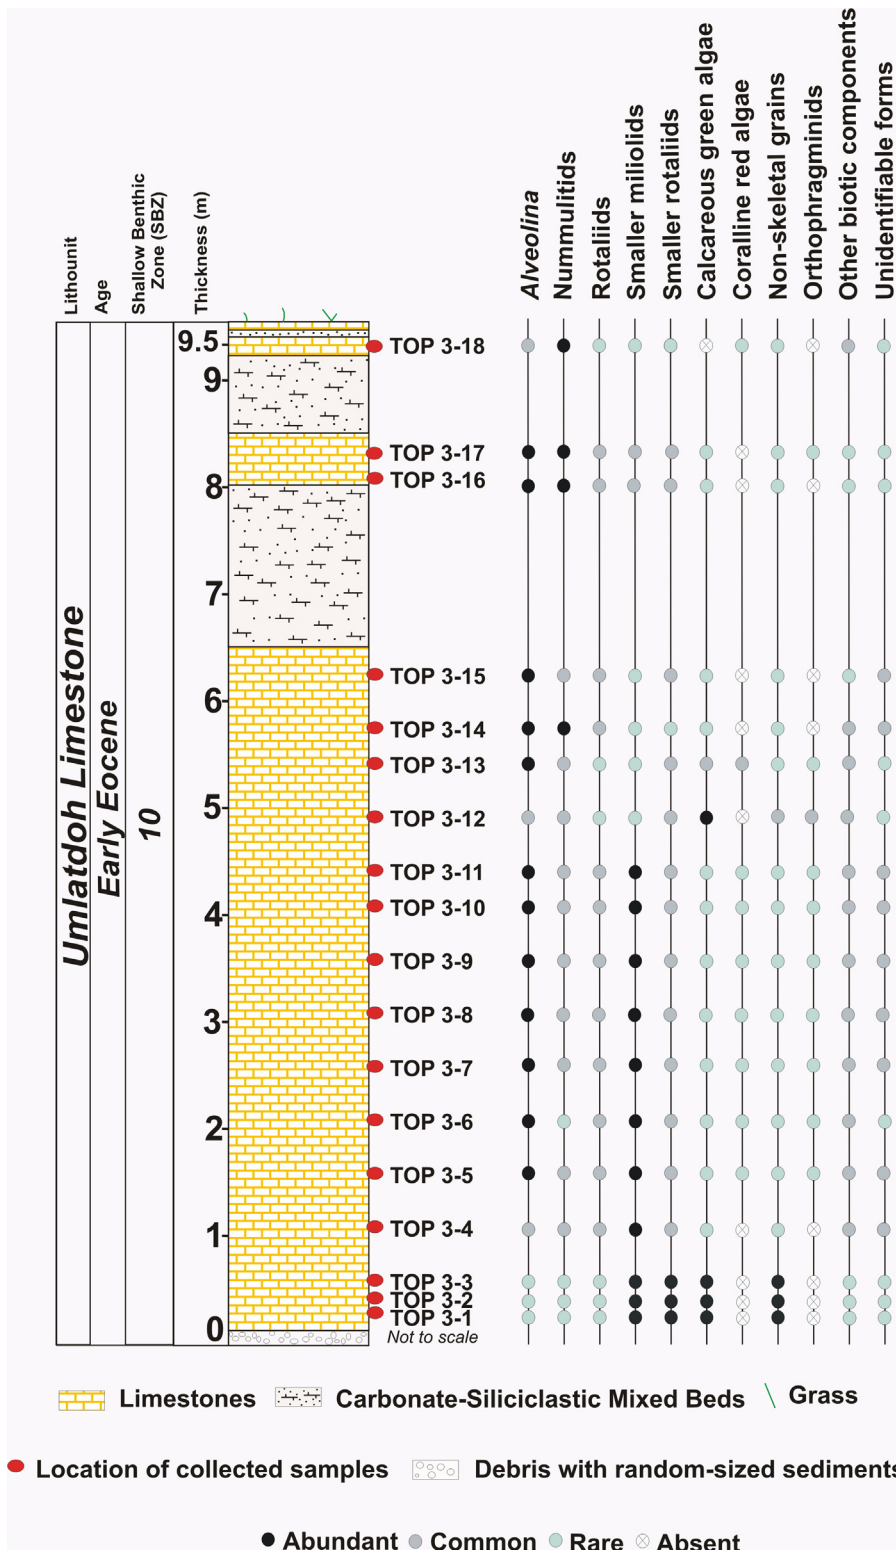 Lithounit
Age
Shallow Benthic
Zone (SBZ)
Thickness (m)
Alveolina
Nummulitids
Rotaliids
Smaller miliolids
Smaller rotaliids
Calcareous green algae
Coralline red algae
Non-skeletal grains
Orthophragminids
Other biotic components
Unidentifiable forms
Umlatdoh Limestone
Early Eocene
10
9.5
TOP 3-18
9
TOP 3-17
TOP 3-16
8
7
TOP 3-15
6
TOP 3-14
TOP 3-13
5
TOP 3-12
TOP 3-11
TOP 3-10
4
TOP 3-9
TOP 3-8
3
TOP 3-7
TOP 3-6
2
TOP 3-5
TOP 3-4
1
TOP 3-3
TOP 3-2
TOP 3-1
0
Not to scale
Limestones
Carbonate-Siliciclastic Mixed Beds
Grass
Location of collected samples
Debris with random-sized sediments
Abundant
Common
Rare
Absent